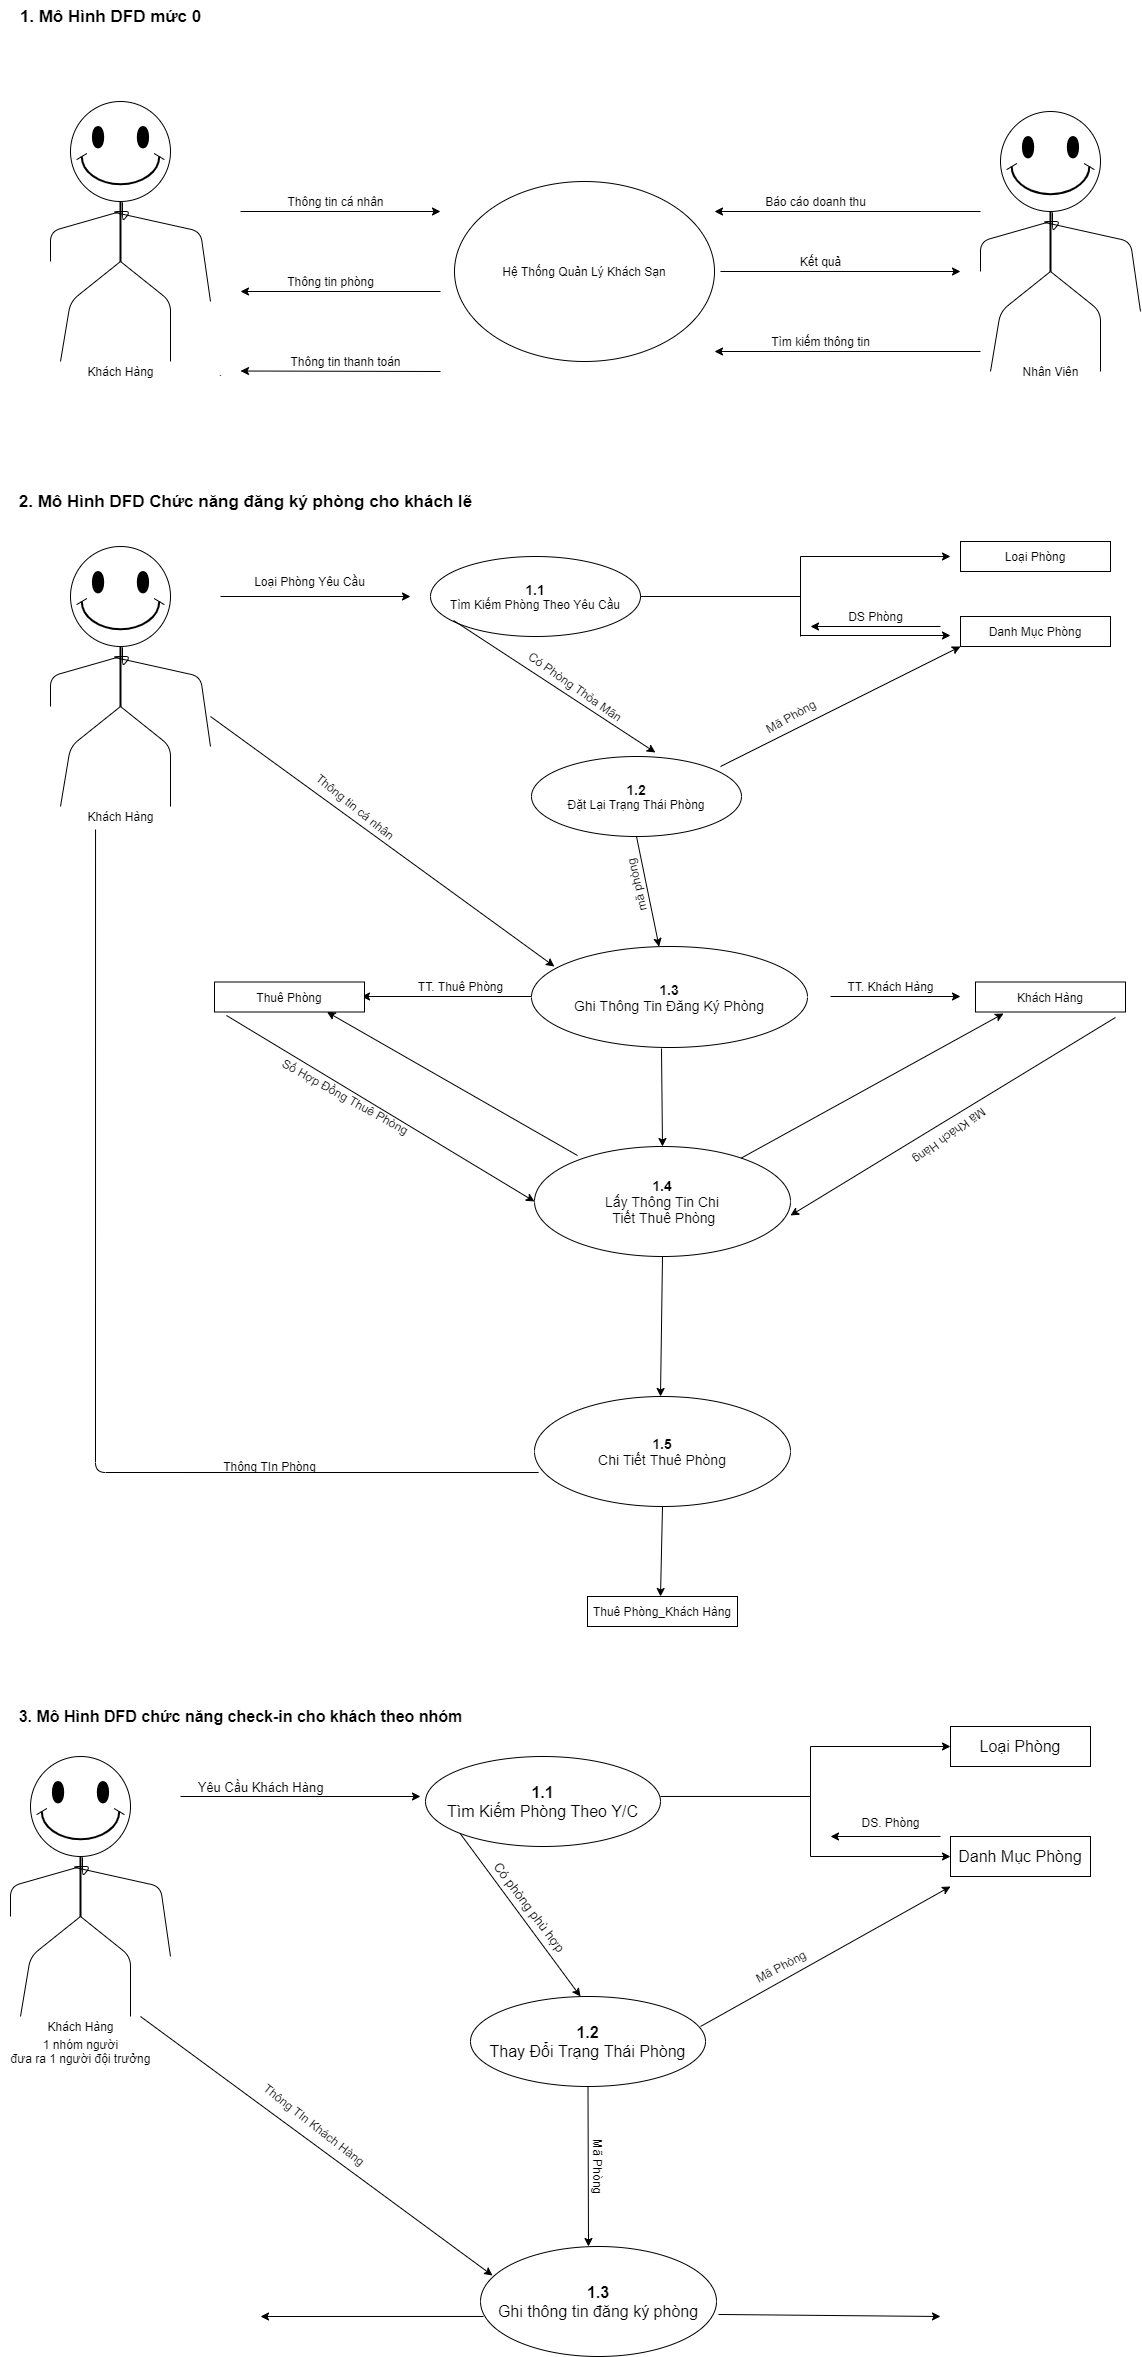 1. Mô Hình DFD mức 0
Thông tin cá nhân
Báo cáo doanh thu
Hệ Thống Quản Lý Khách Sạn
Kết quả
Thông tin phòng
Tìm kiếm thông tin
Thông tin thanh toán
Khách Hàng
.
Nhân Viên
2. Mô Hình DFD Chức năng đăng ký phòng cho khách lẽ
Loại Phòng Yêu Cầu
1.1
Tìm Kiếm Phòng Theo Yêu Cầu
Loại Phòng
DS Phòng
Danh Mục Phòng
Có Phòng Thỏa Mãn
Mã Phòng
1.2
Đặt Lại Trạng Thái Phòng
Khách Hàng
Thông tin cá nhân
mã phòng
1.3
Ghi Thông Tin Đăng Ký Phòng
TT. Thuê Phòng
Thuê Phòng
TT. Khách Hàng
Khách Hàng
Số Hợp Đồng Thuê Phòng
Mã Khách Hàng
1.4
Lấy Thông Tin Chi
Tiết Thuê Phòng
1.5
Chi Tiết Thuê Phòng
Thông TIn Phòng
Thuê Phòng_Khách Hàng
3. Mô Hình DFD chức năng check-in cho khách theo nhóm
Yêu Cầu Khách Hàng
1.1
Tìm Kiếm Phòng Theo Y/C
Loại Phòng
DS. Phòng
Danh Mục Phòng
Có phòng phù hợp
Mã Phòng
1.2
Thay Đổi Trạng Thái Phòng
Khách Hàng
1 nhóm người
đưa ra 1 người đội trưởng
Thông TIn Khách Hàng
Mã Phòng
1.3
Ghi thông tin đăng ký phòng